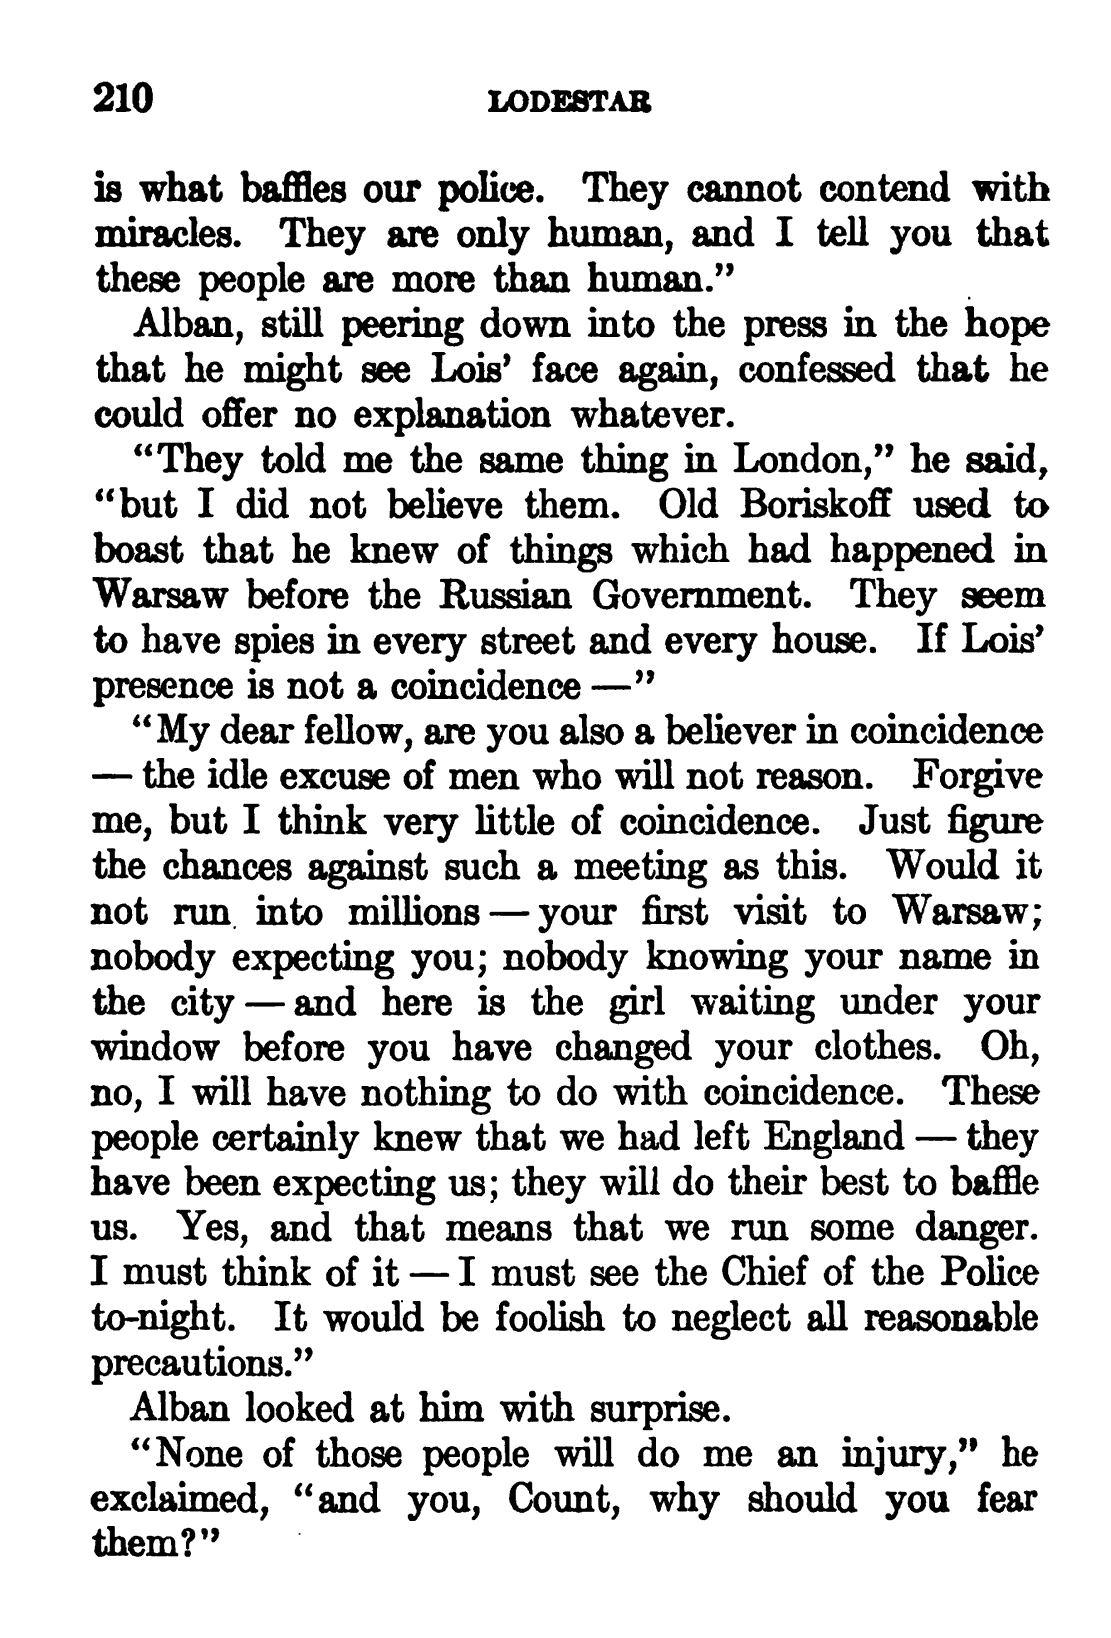 210 LODESTAR
is what baffles our police. They cannot contend with
miracles. They are only human, and I tell you that
these people are more than human.”
Alban, still peering down into the press in the hope
that he might see Lois’ face again, confessed that he
could offer no explanation whatever.
“They told me the same thing in London,” he said,
“but I did not believe them. Old Boriskoff used to
boast that he knew of things which had happened in
Warsaw before the Russian Government. They seem
to have spies in every street and every house. If Lois’
presence is not a coincidence —”
“My dear fellow, are you also a believer in coincidence
— the idle excuse of men who will not reason. Forgive
me, but I think very little of coincidence. Just figure
the chances against such a meeting as this. Would it
not run into millions — your first visit to Warsaw;
nobody expecting you; nobody knowing your name in
the city — and here is the girl waiting under your
window before you have changed your clothes. Oh,
no, I will have nothing to do with coincidence. These
people certainly knew that we had left England — they
have been expecting us; they will do their best to baffle
us. Yes, and that means that we run some danger.
I must think of it — I must see the Chief of the Police
to-night. It would be foolish to neglect all reasonable
precautions.”
Alban looked at him with surprise.
“None of those people will do me an injury,” he
exclaimed, “and you, Count, why should you fear
them?”